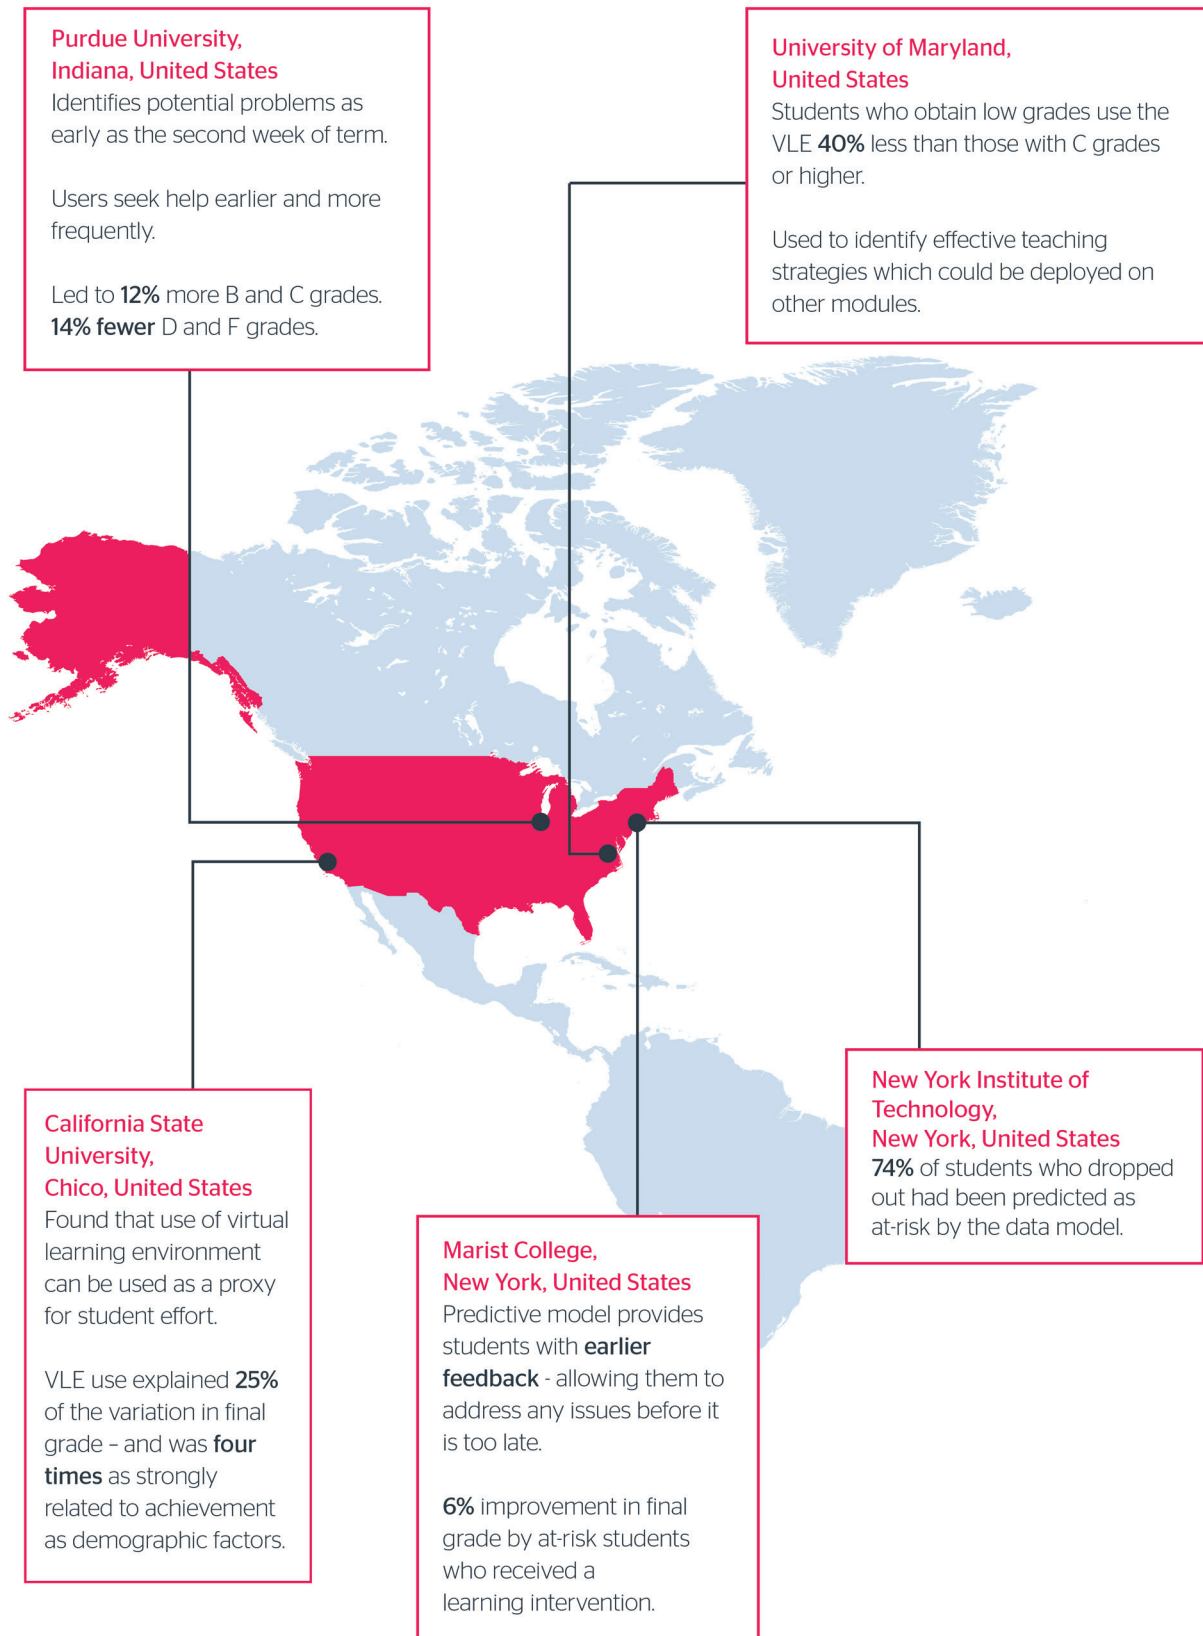 Purdue University,
Indiana, United States
Identifies potential problems as
early as the second week of term.
Users seek help earlier and more
frequently.
Led to 12% more B and C grades.
14% fewer D and F grades.
University of Maryland,
United States
Students who obtain low grades use the
VLE 40% less than those with C grades
or higher.
Used to identify effective teaching
strategies which could be deployed on
other modules.
California State
University,
Chico, United States
Found that use of virtual
learning environment
can be used as a proxy
for student effort.
VLE use explained 25%
of the variation in final
grade – and was four
times as strongly
related to achievement
as demographic factors.
Marist College,
New York, United States
Predictive model provides
students with earlier
feedback - allowing them to
address any issues before it
is too late.
6% improvement in final
grade by at-risk students
who received a
learning intervention.
New York Institute of
Technology,
New York, United States
74% of students who dropped
out had been predicted as
at-risk by the data model.